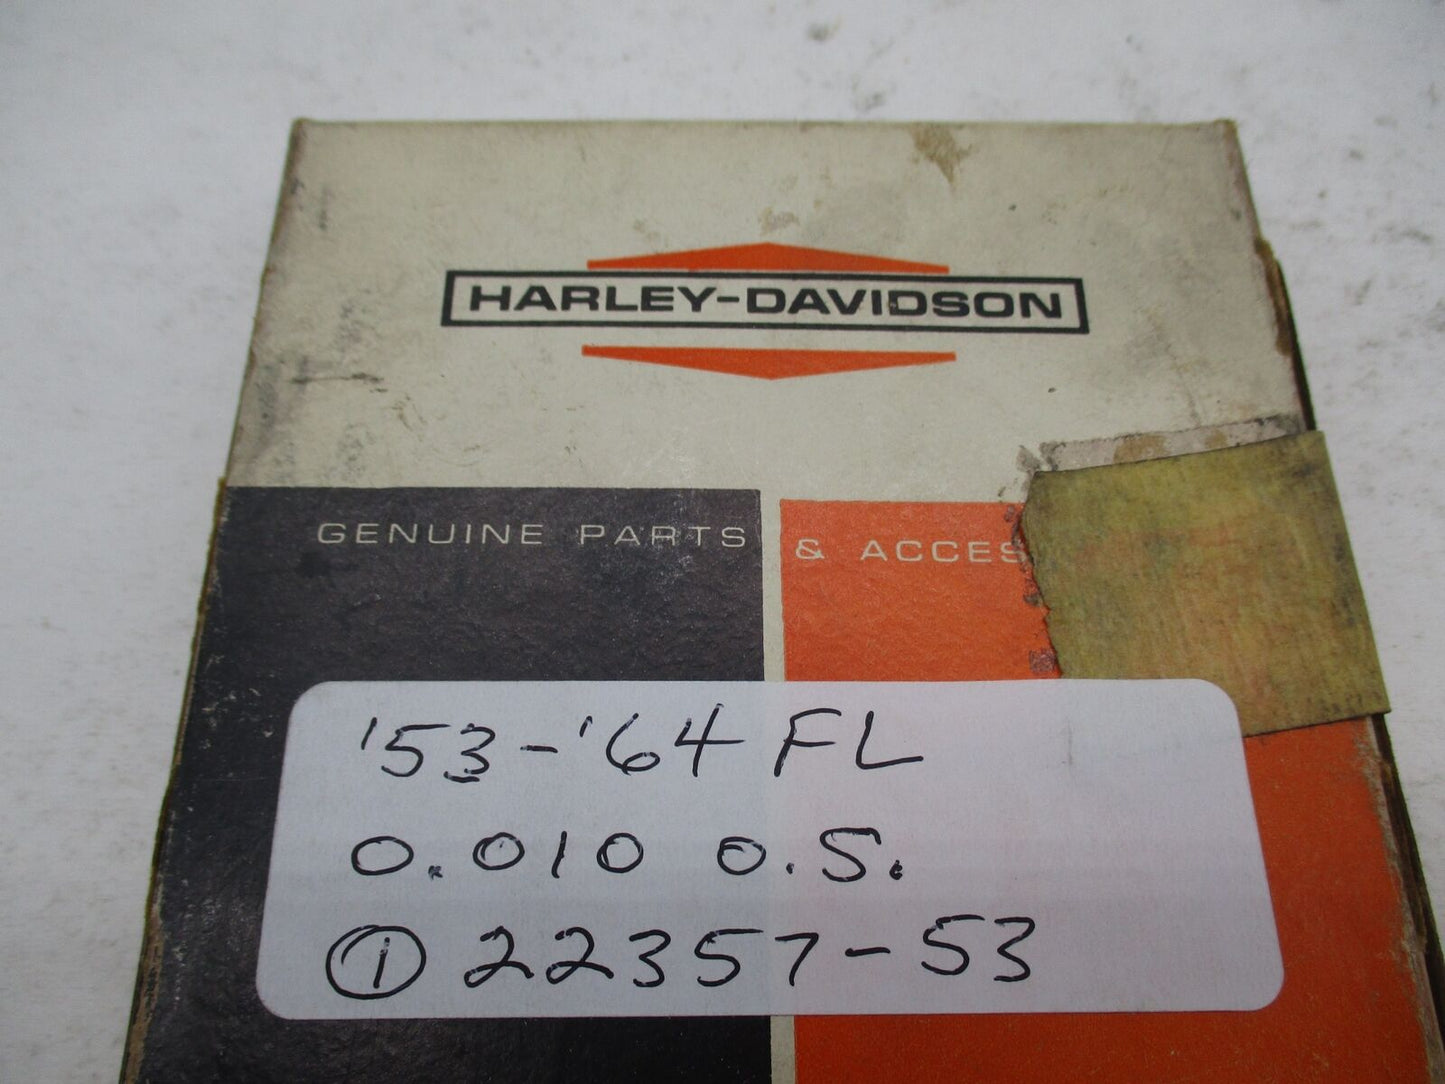 HARLEY-DAVIDSON
GENUINE PARTS & ACCES
'53-'64 FL
0.010 O.S.
① 22357-53